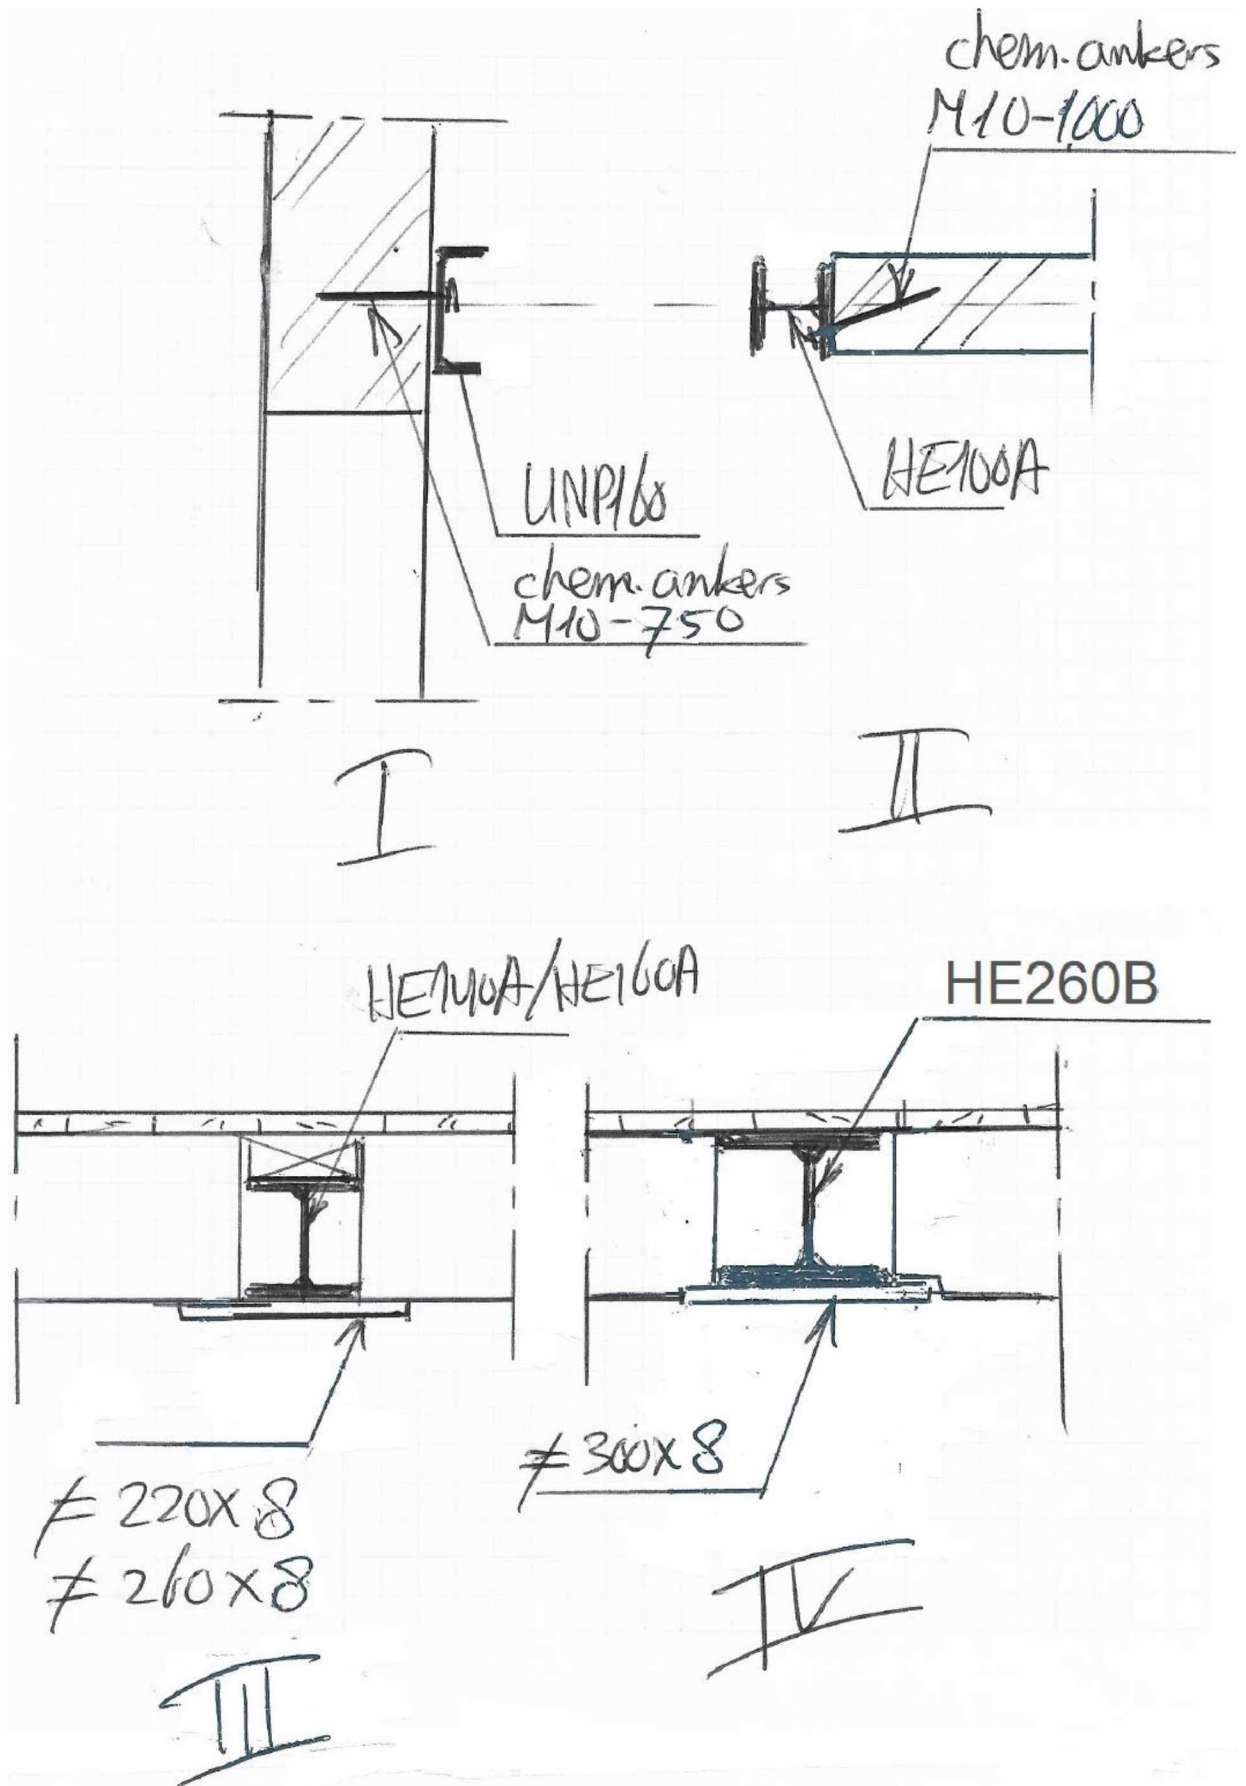 chem. ankers
M10-1000
HE100A
UNP160
chem. ankers
M10-750
I
II
HE140A/HE160A
HE260B
≠ 220x8
≠ 260x8
≠ 300x8
III
IV